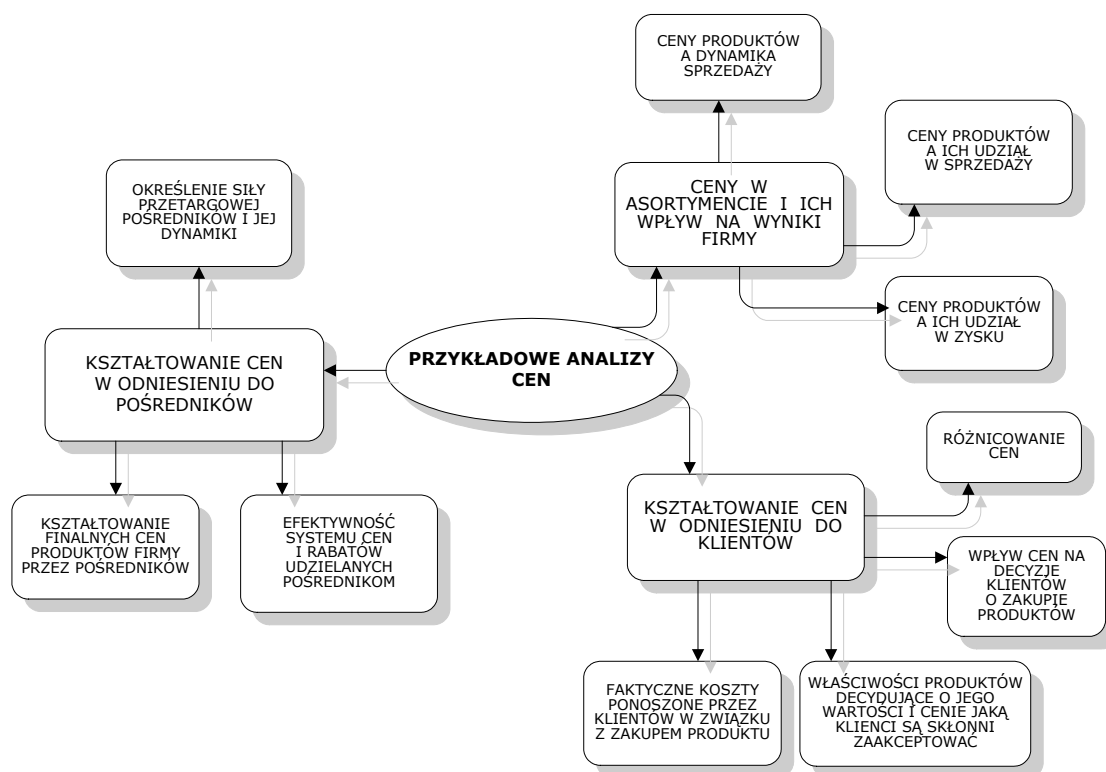 CENY PRODUKTÓW
A DYNAMIKA
SPRZEDAŻY
CENY PRODUKTÓW
A ICH UDZIAŁ
W SPRZEDAŻY
OKREŚLENIE SIŁY
PRZETARGOWEJ
POŚREDNIKÓW I JEJ
DYNAMIKI
CENY W
ASORTYMENCIE I ICH
WPŁYW NA WYNIKI
FIRMY
CENY PRODUKTÓW
A ICH UDZIAŁ
W ZYSKU
KSZTAŁTOWANIE CEN
W ODNIESIENIU DO
POŚREDNIKÓW
PRZYKŁADOWE ANALIZY
CEN
RÓŻNICOWANIE
CEN
KSZTAŁTOWANIE
FINALNYCH CEN
PRODUKTÓW FIRMY
PRZEZ POŚREDNIKÓW
EFEKTYWNOŚĆ
SYSTEMU CEN
I RABATÓW
UDZIELANYCH
POŚREDNIKOM
KSZTAŁTOWANIE CEN
W ODNIESIENIU DO
KLIENTÓW
WPŁYW CEN NA
DECYZJE
KLIENTÓW
O ZAKUPIE
PRODUKTÓW
FAKTYCZNE KOSZTY
PONOSZONE PRZEZ
KLIENTÓW W ZWIĄZKU
Z ZAKUPEM PRODUKTU
WŁAŚCIWOŚCI PRODUKTÓW
DECYDUJĄCE O JEGO
WARTOŚCI I CENIE JAKĄ
KLIENCI SĄ SKŁONNI
ZAAKCEPTOWAĆ